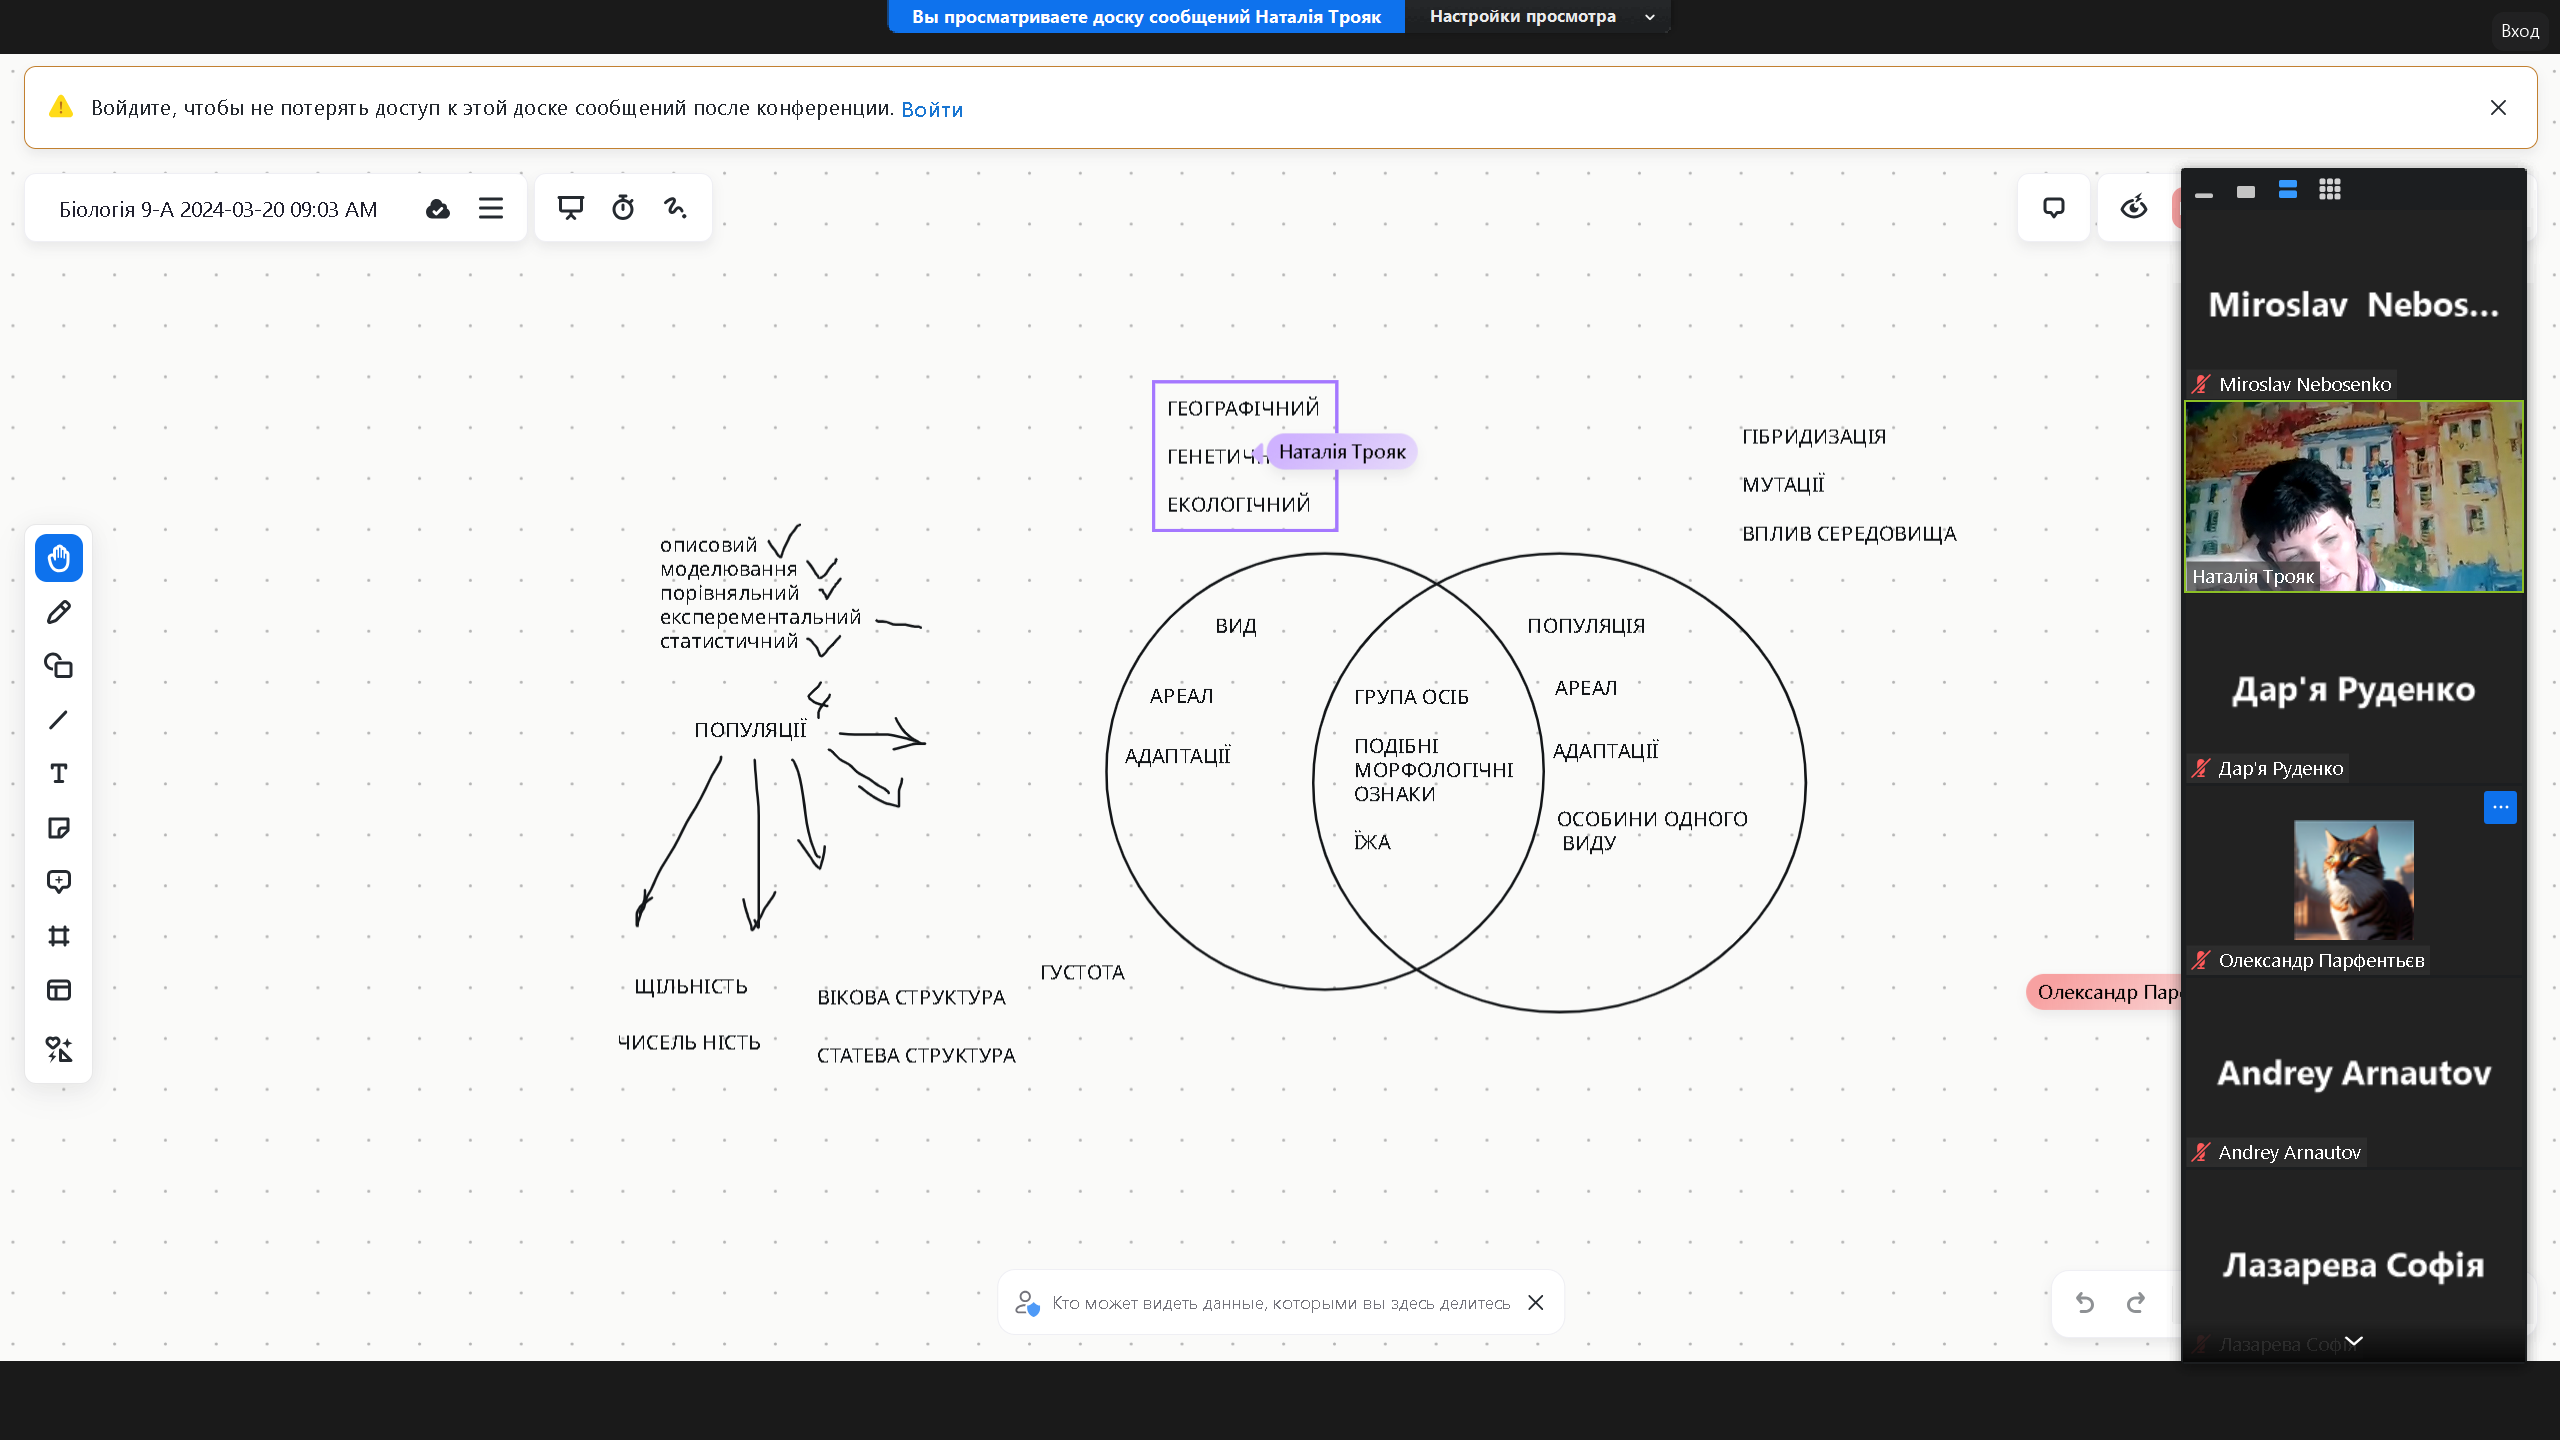 Вы просматриваете доску сообщений Наталія Трояк
Настройки просмотра
Вход
Войдите, чтобы не потерять доступ к этой доске сообщений после конференции. Войти
Біологія 9-А 2024-03-20 09:03 AM
ГЕОГРАФІЧНИЙ
ГЕНЕТИЧН
Наталія Трояк
ЕКОЛОГІЧНИЙ
ГІБРИДИЗАЦІЯ
МУТАЦІЇ
ВПЛИВ СЕРЕДОВИЩА
описовий
моделювання
порівняльний
експерементальний
статистичний
4
ПОПУЛЯЦІЇ
ЩІЛЬНІСТЬ
ЧИСЕЛЬ НІСТЬ
ВІКОВА СТРУКТУРА
СТАТЕВА СТРУКТУРА
ГУСТОТА
ВИД
АРЕАЛ
АДАПТАЦІЇ
ГРУПА ОСІБ
ПОДІБНІ
МОРФОЛОГІЧНІ
ОЗНАКИ
ЇЖА
ПОПУЛЯЦІЯ
АРЕАЛ
АДАПТАЦІЇ
ОСОБИНИ ОДНОГО
ВИДУ
Олександр Пар
Кто может видеть данные, которыми вы здесь делитесь
Miroslav Nebos...
Miroslav Nebosenko
Наталія Трояк
Дар'я Руденко
Дар'я Руденко
Олександр Парфентьєв
Andrey Arnautov
Andrey Arnautov
Лазарева Софія
Лазарева Софія